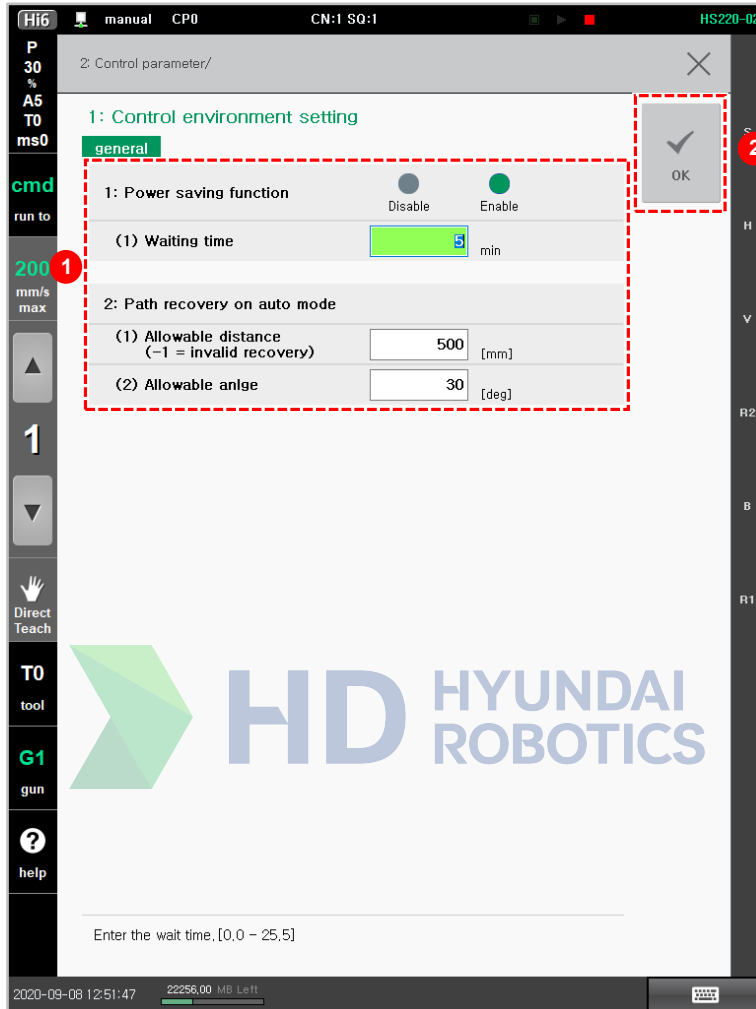 Hi6 manual CP0 CN:1 SQ:1 HS220-02
P
30
%
A5
T0
ms0
cmd
run to
200
mm/s
max
1
Direct
Teach
T0
tool
G1
gun
?
help
2: Control parameter/
1: Control environment setting
general
OK
1
2
1: Power saving function
Disable Enable
(1) Waiting time 5 min
2: Path recovery on auto mode
(1) Allowable distance
(-1 = invalid recovery) 500 [mm]
(2) Allowable anlge 30 [deg]
S
H
V
R2
B
R1
HD HYUNDAI
ROBOTICS
Enter the wait time, [0,0 - 25,5]
2020-09-08 12:51:47 22256,00 MB Left